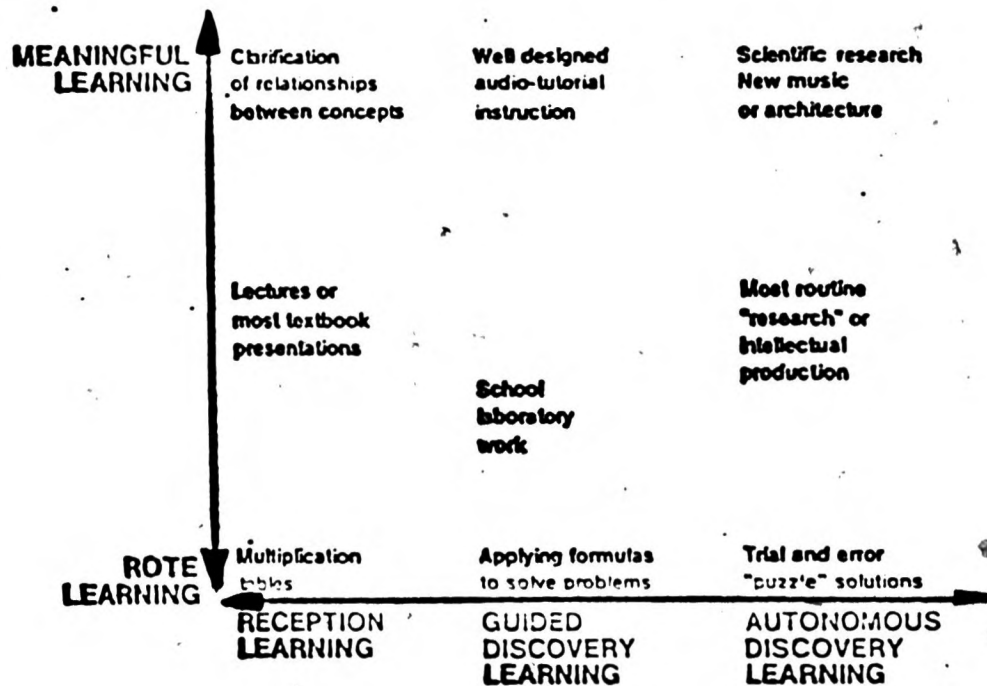 MEANINGFUL
LEARNING
Clarification
of relationships
between concepts
Well designed
audio-tutorial
instruction
Scientific research
New music
or architecture
Lectures or
most textbook
presentations
School
laboratory
work
Most routine
"research" or
intellectual
production
ROTE
LEARNING
Multiplication
tables
Applying formulas
to solve problems
Trial and error
"puzzle" solutions
RECEPTION
LEARNING
GUIDED
DISCOVERY
LEARNING
AUTONOMOUS
DISCOVERY
LEARNING